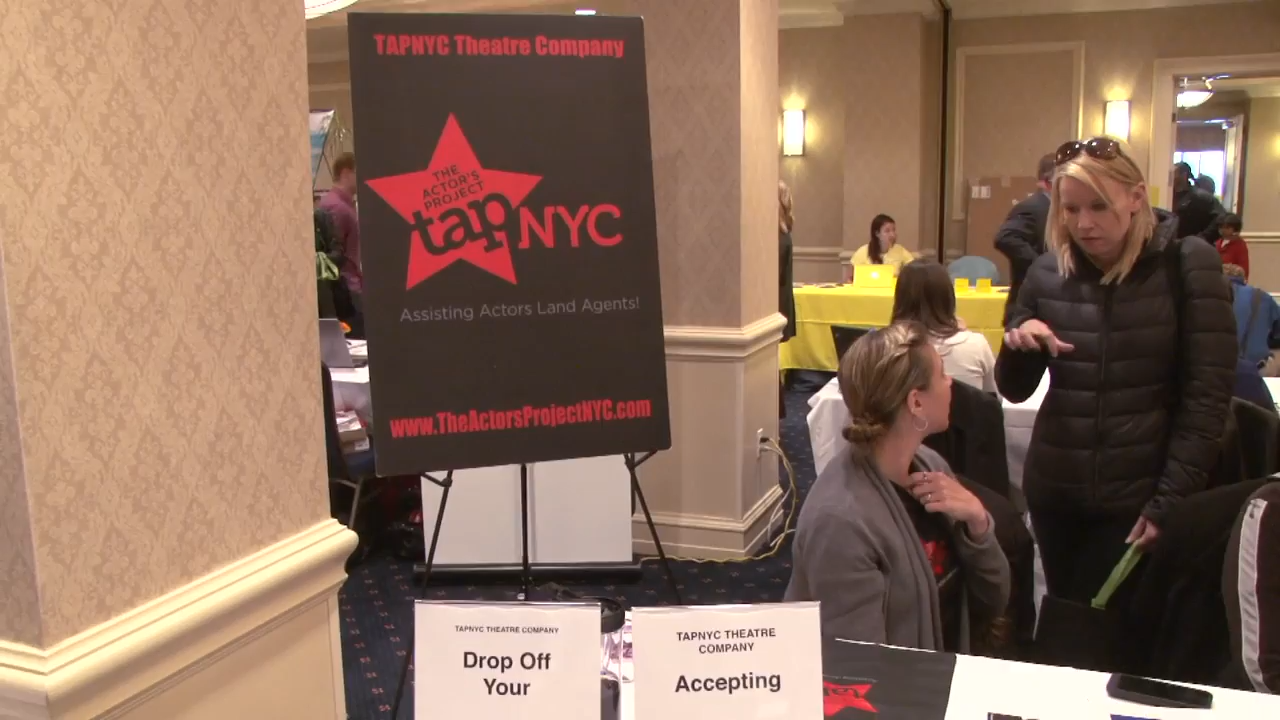 TAPNYC Theatre Company
THE
ACTOR'S
PROJECT
tapNYC
Assisting Actors Land Agents!
www.TheActorsProjectNYC.com
TAPNYC THEATRE COMPANY
Drop Off
Your
TAPNYC THEATRE
COMPANY
Accepting